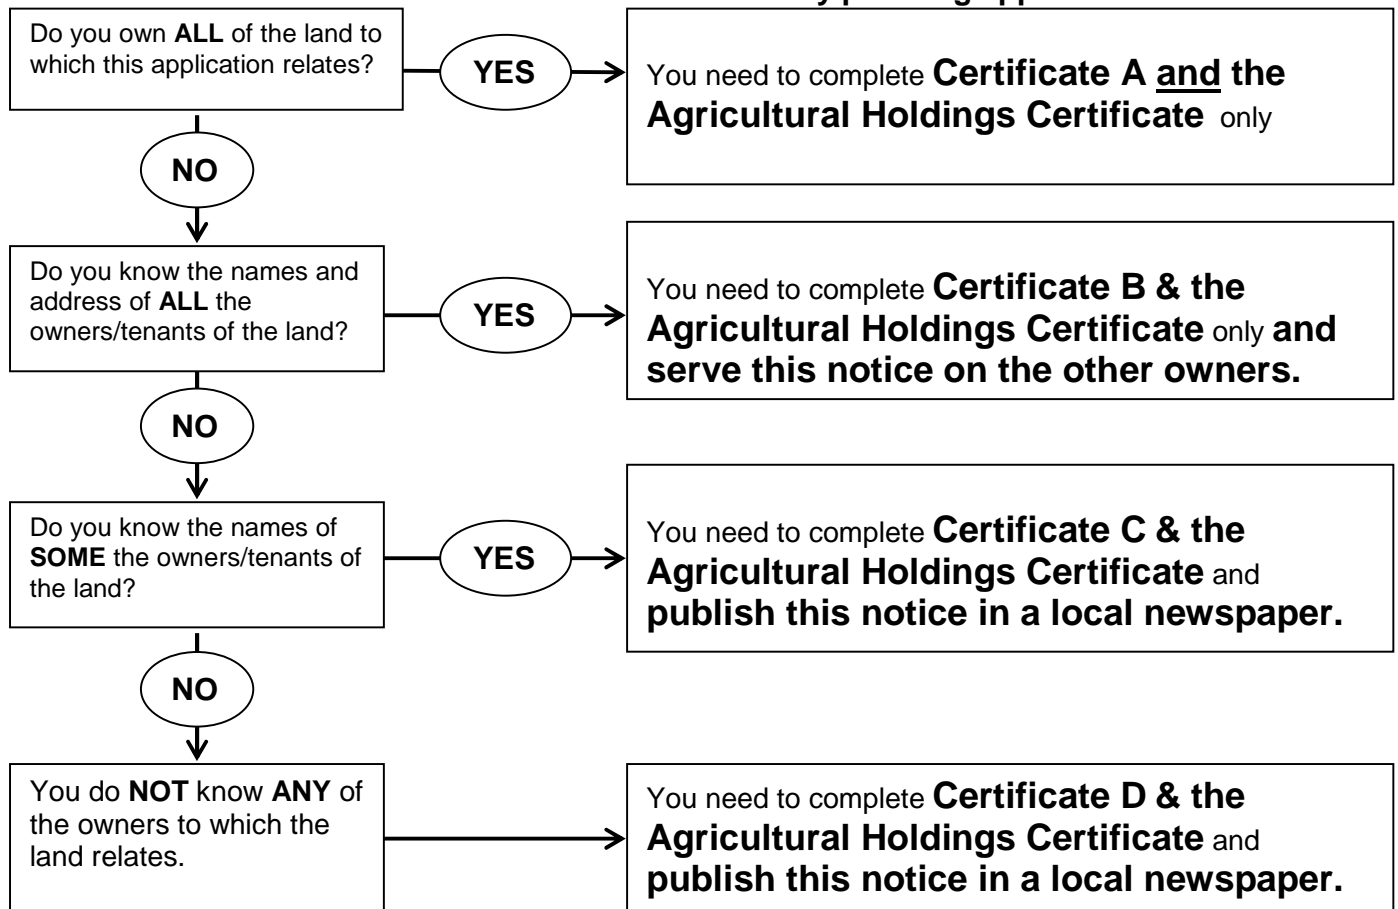 Do you own ALL of the land to
which this application relates?
YES
You need to complete Certificate A and the
Agricultural Holdings Certificate only
NO
Do you know the names and
address of ALL the
owners/tenants of the land?
YES
You need to complete Certificate B & the
Agricultural Holdings Certificate only and
serve this notice on the other owners.
NO
Do you know the names of
SOME the owners/tenants of
the land?
YES
You need to complete Certificate C & the
Agricultural Holdings Certificate and
publish this notice in a local newspaper.
NO
You do NOT know ANY of
the owners to which the
land relates.
You need to complete Certificate D & the
Agricultural Holdings Certificate and
publish this notice in a local newspaper.